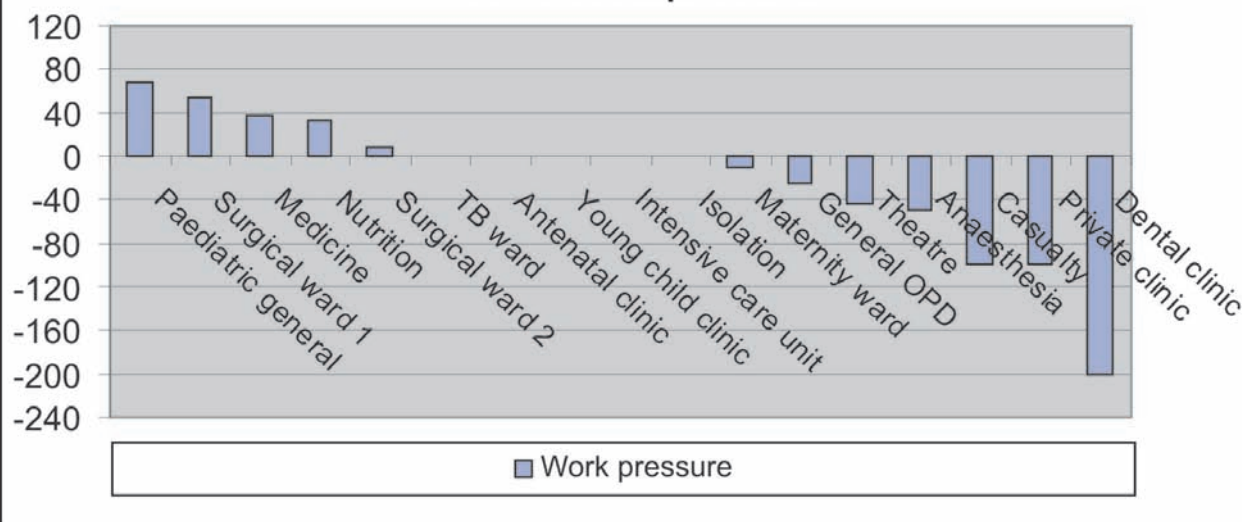 120
80
40
0
-40
-80
-120
-160
-200
-240
Paediatric general
Surgical ward 1
Medicine
Nutrition
Surgical ward 2
TB ward
Antenatal clinic
Young child clinic
Intensive care unit
Isolation
Maternity ward
General OPD
Theatre
Anaesthesia
Casualty
Private clinic
Dental clinic
Work pressure